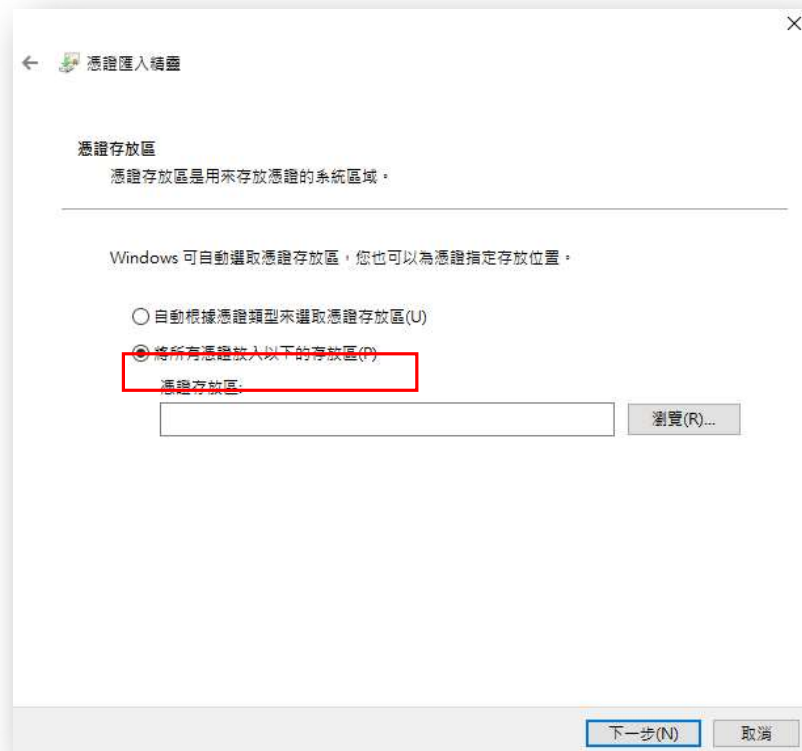 憑證匯入精靈
憑證存放區
憑證存放區是用來存放憑證的系統區域。
Windows 可自動選取憑證存放區，您也可以為憑證指定存放位置。
自動根據憑證類型來選取憑證存放區(U)
將所有憑證放入以下的存放區(P)
憑證存放區:
瀏覽(R)...
下一步(N) 取消